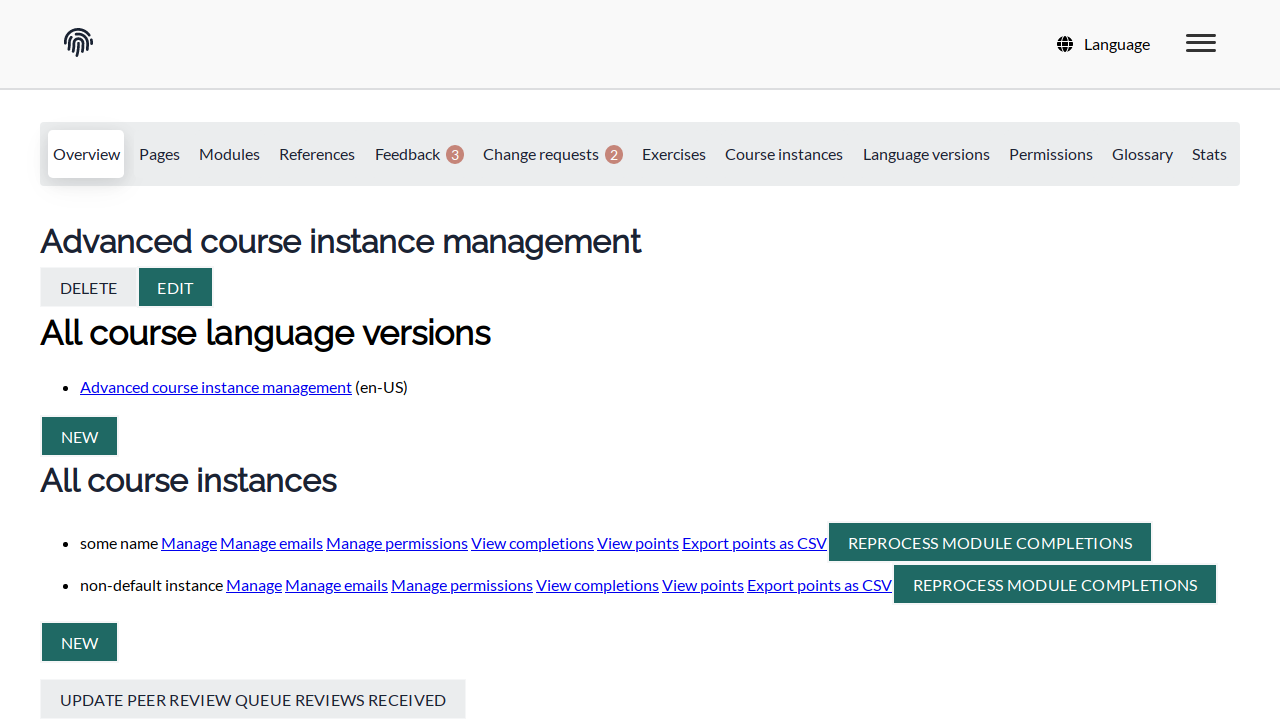 Language
Overview Pages Modules References Feedback 3 Change requests 2 Exercises Course instances Language versions Permissions Glossary Stats
Advanced course instance management
DELETE EDIT
All course language versions
Advanced course instance management (en-US)
NEW
All course instances
some name Manage Manage emails Manage permissions View completions View points Export points as CSV REPROCESS MODULE COMPLETIONS
non-default instance Manage Manage emails Manage permissions View completions View points Export points as CSV REPROCESS MODULE COMPLETIONS
NEW
UPDATE PEER REVIEW QUEUE REVIEWS RECEIVED